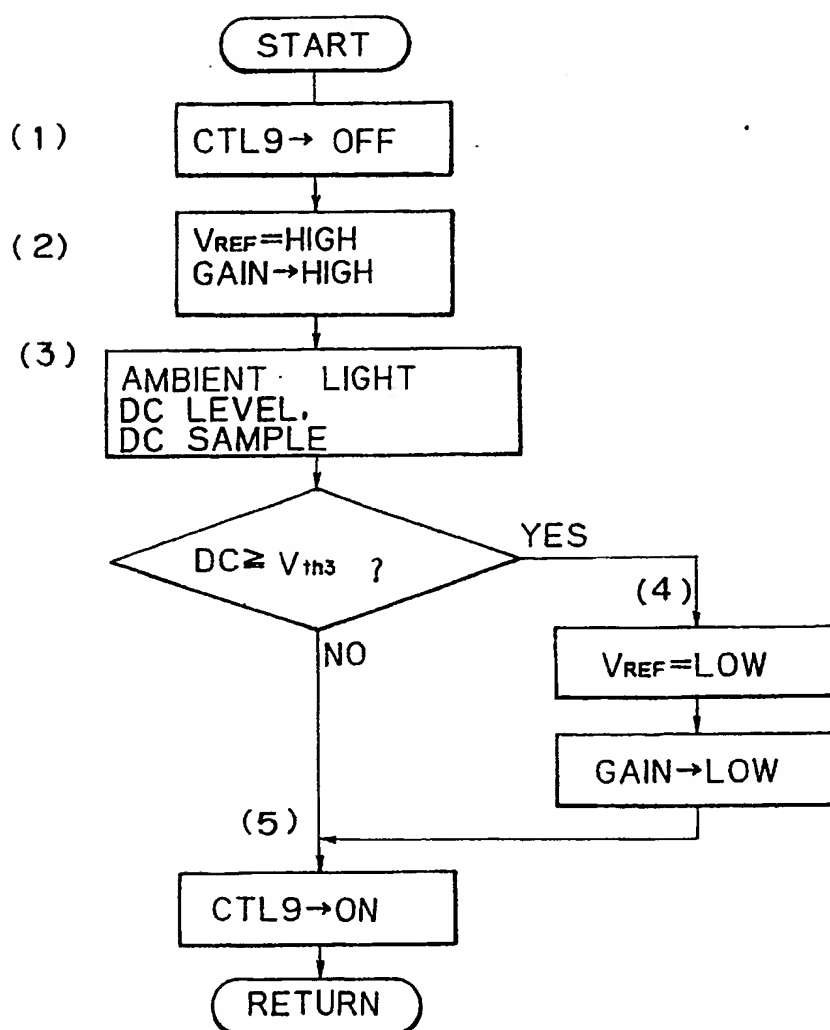 START
(1)
CTL9→ OFF
(2)
VREF=HIGH
GAIN→HIGH
(3)
AMBIENT LIGHT
DC LEVEL,
DC SAMPLE
DC≧ Vth3 ?
YES
NO
(4)
VREF=LOW
GAIN→LOW
(5)
CTL9→ON
RETURN